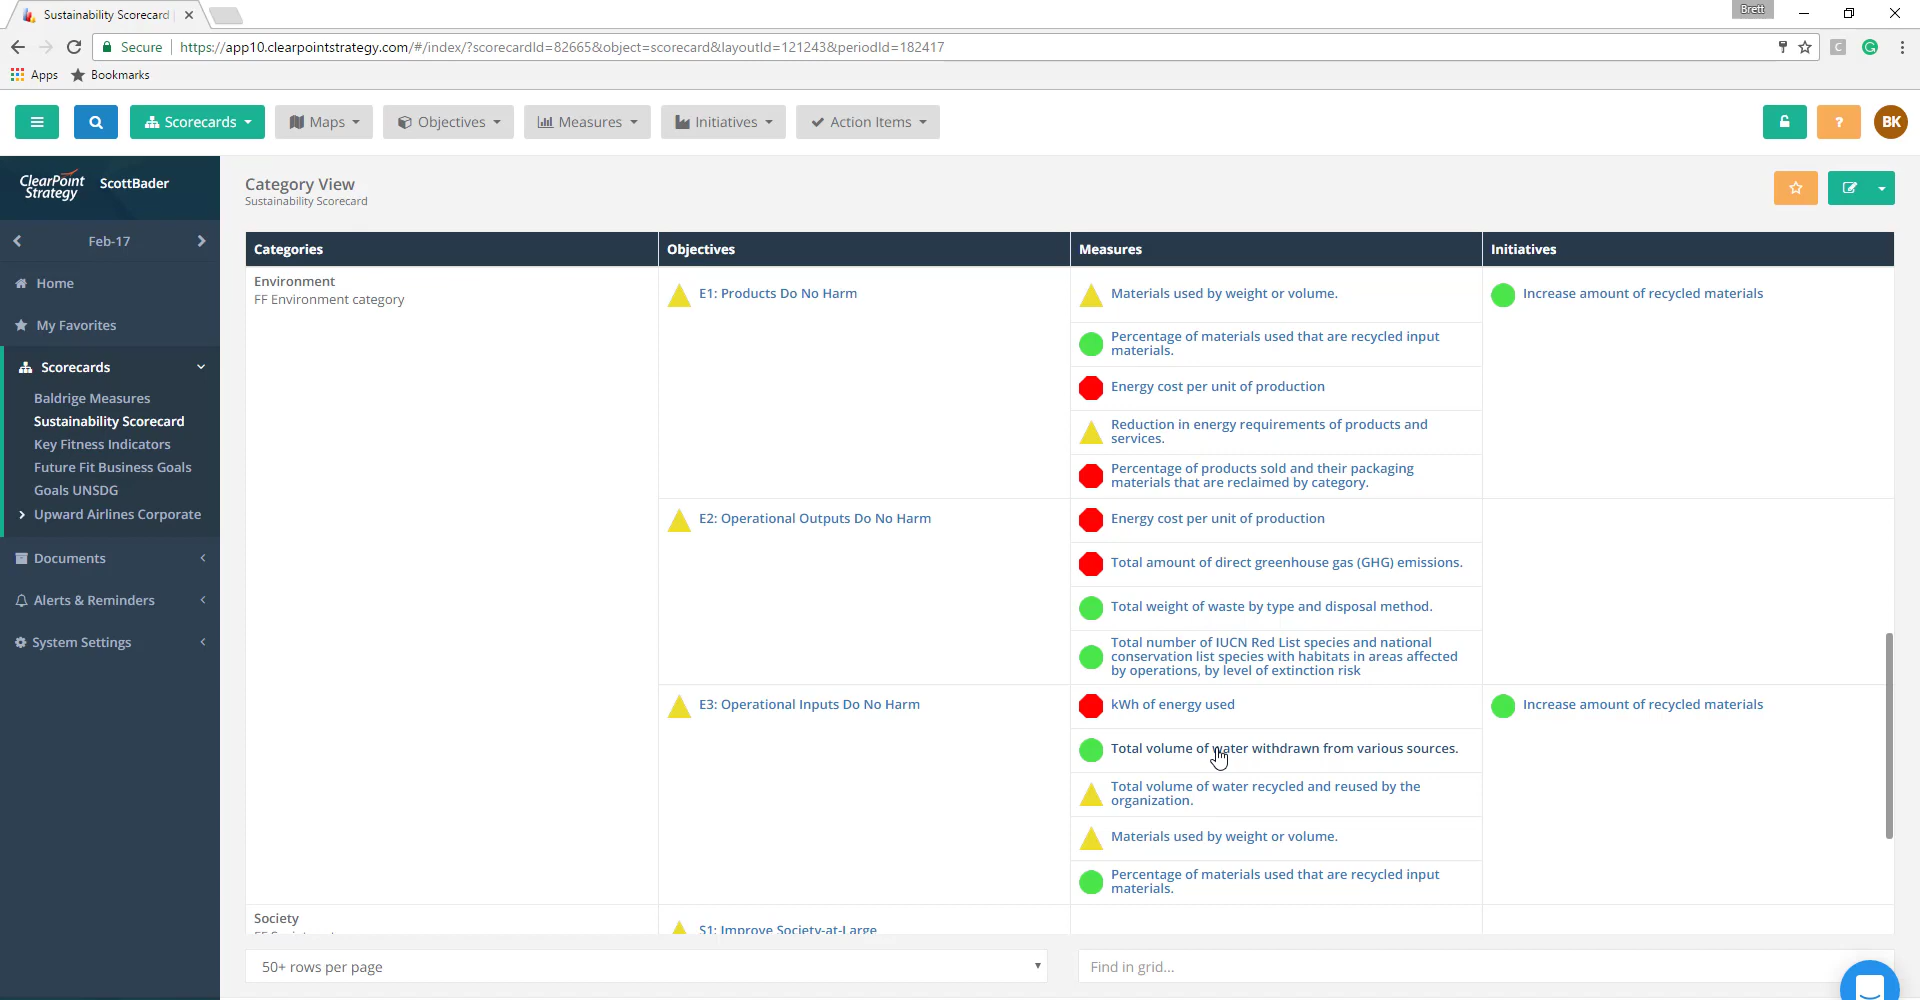 Sustainability Scorecard
Brett
Secure
https://app10.clearpointstrategy.com/#/index/?scorecardId=82665&object=scorecard&layoutId=121243&periodId=182417
C
Apps
Bookmarks
Scorecards
Maps
Objectives
Measures
Initiatives
Action Items
?
BK
ClearPoint
Strategy
ScottBader
Feb-17
Home
My Favorites
Scorecards
Baldrige Measures
Sustainability Scorecard
Key Fitness Indicators
Future Fit Business Goals
Goals UNSDG
Upward Airlines Corporate
Documents
Alerts & Reminders
System Settings
Category View
Sustainability Scorecard
Categories
Objectives
Measures
Initiatives
Environment
FF Environment category
E1: Products Do No Harm
Materials used by weight or volume.
Increase amount of recycled materials
Percentage of materials used that are recycled input
materials.
Energy cost per unit of production
Reduction in energy requirements of products and
services.
Percentage of products sold and their packaging
materials that are reclaimed by category.
E2: Operational Outputs Do No Harm
Energy cost per unit of production
Total amount of direct greenhouse gas (GHG) emissions.
Total weight of waste by type and disposal method.
Total number of IUCN Red List species and national
conservation list species with habitats in areas affected
by operations, by level of extinction risk
E3: Operational Inputs Do No Harm
kWh of energy used
Increase amount of recycled materials
Total volume of water withdrawn from various sources.
Total volume of water recycled and reused by the
organization.
Materials used by weight or volume.
Percentage of materials used that are recycled input
materials.
Society
S1: Improve Society-at-Large
50+ rows per page
Find in grid...